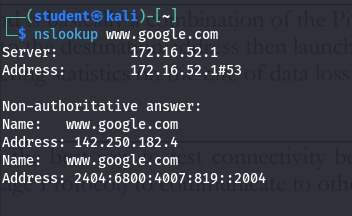 (student㉿kali)-[~]
$ nslookup www.google.com
Server: 172.16.52.1
Address: 172.16.52.1#53
Non-authoritative answer:
Name: www.google.com
Address: 142.250.182.4
Name: www.google.com
Address: 2404:6800:4007:819::2004